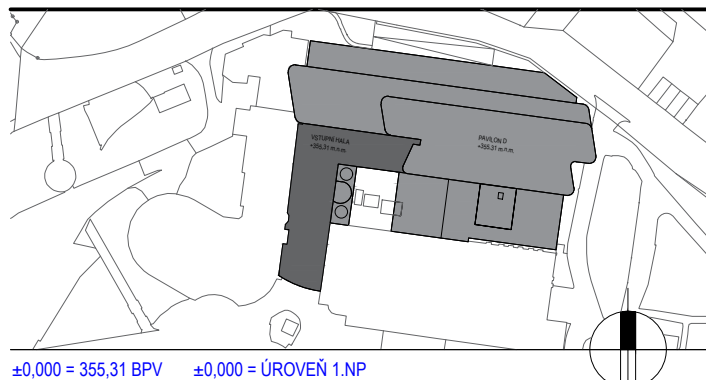 VSTUPNÍ HALA
+355,31 m.n.m.
PAVILON D
+355,31 m.n.m.
±0,000 = 355,31 BPV ±0,000 = ÚROVEŇ 1.NP